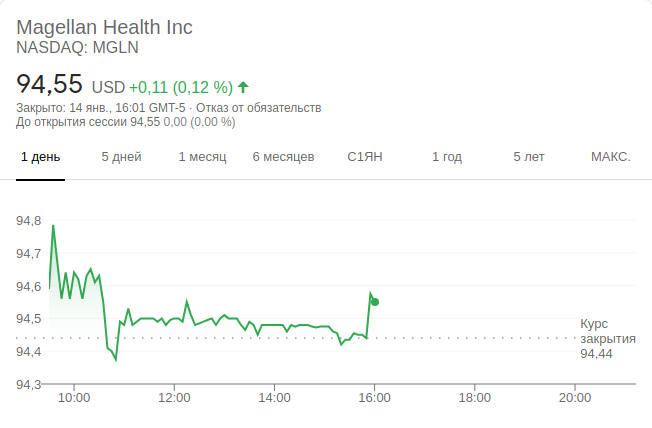 Magellan Health Inc
NASDAQ: MGLN
94,55 USD +0,11 (0,12 %)
Закрыто: 14 янв., 16:01 GMT-5 · Отказ от обязательств
До открытия сессии 94,55 0,00 (0,00 %)
1 день 5 дней 1 месяц 6 месяцев С1ЯН 1 год 5 лет МАКС.
94,8
94,7
94,6
94,5
94,4
94,3
Курс
закрытия
94,44
10:00 12:00 14:00 16:00 18:00 20:00